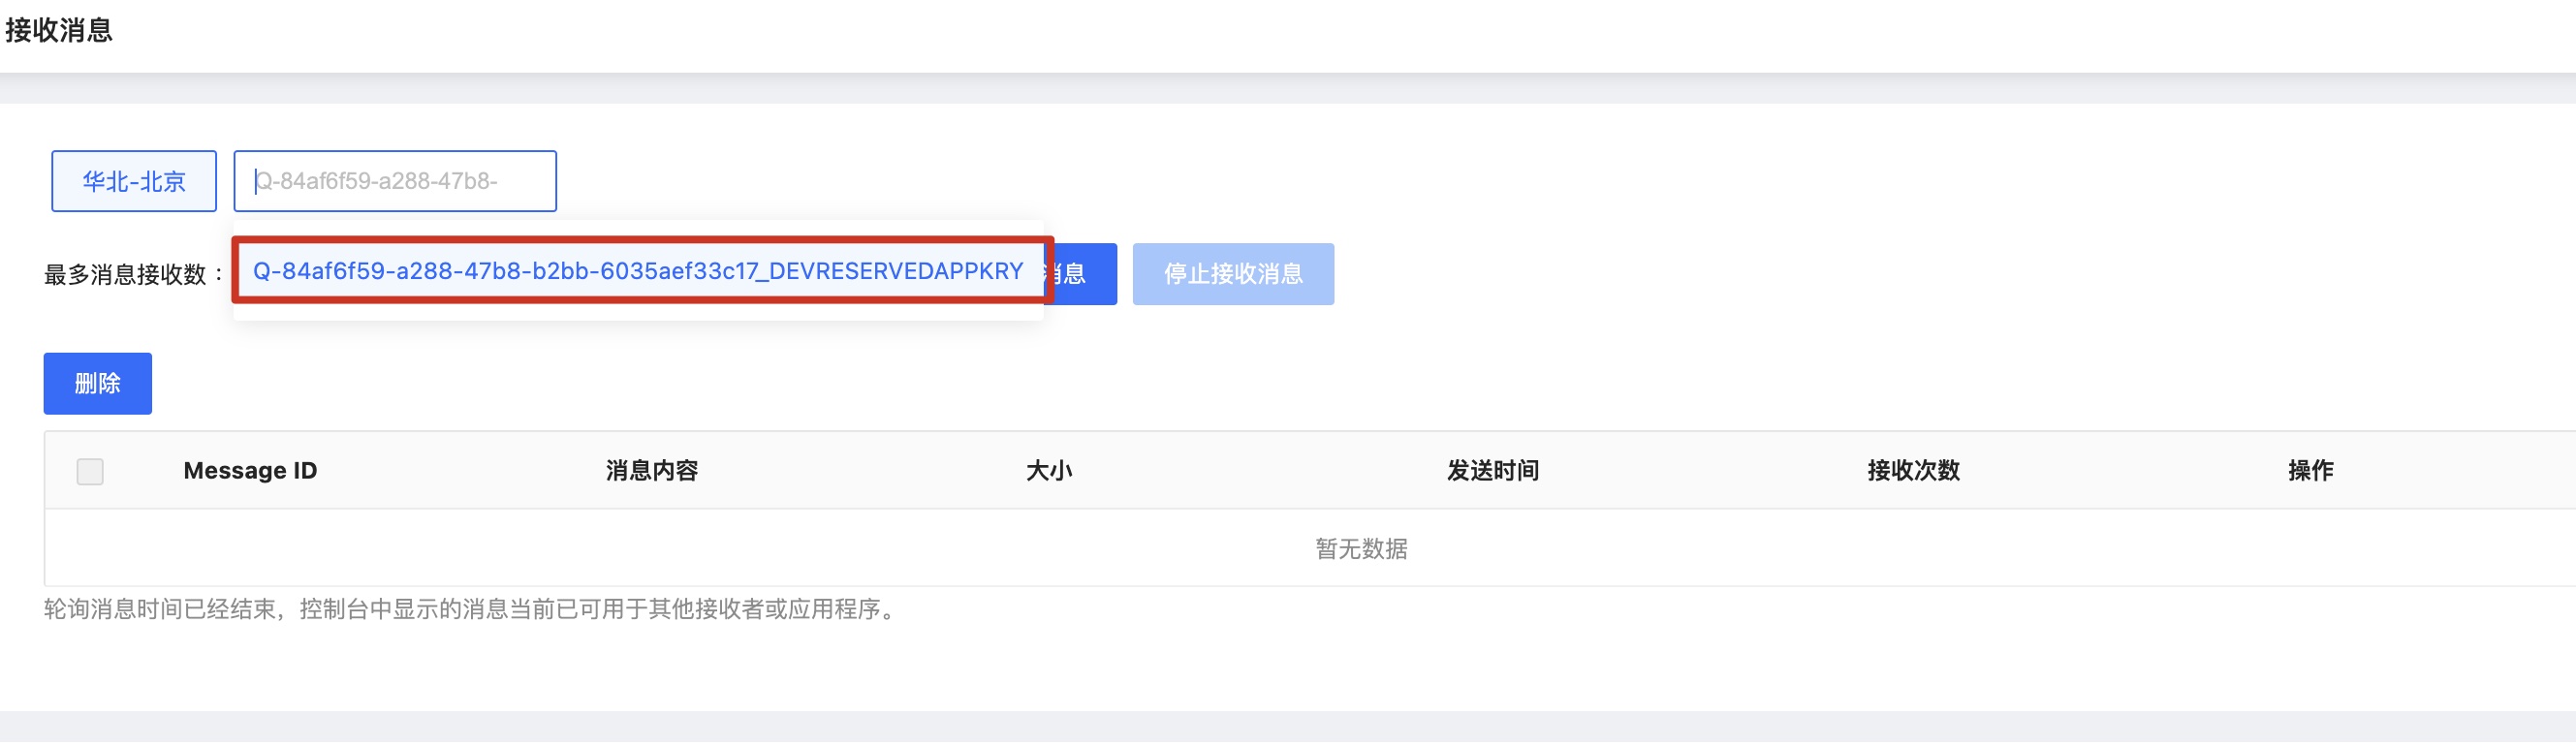 接收消息
华北-北京
Q-84af6f59-a288-47b8-
最多消息接收数：
Q-84af6f59-a288-47b8-b2bb-6035aef33c17_DEVRESERVEDAPPKRY
消息
停止接收消息
删除
Message ID 消息内容 大小 发送时间 接收次数 操作
暂无数据
轮询消息时间已经结束，控制台中显示的消息当前已可用于其他接收者或应用程序。